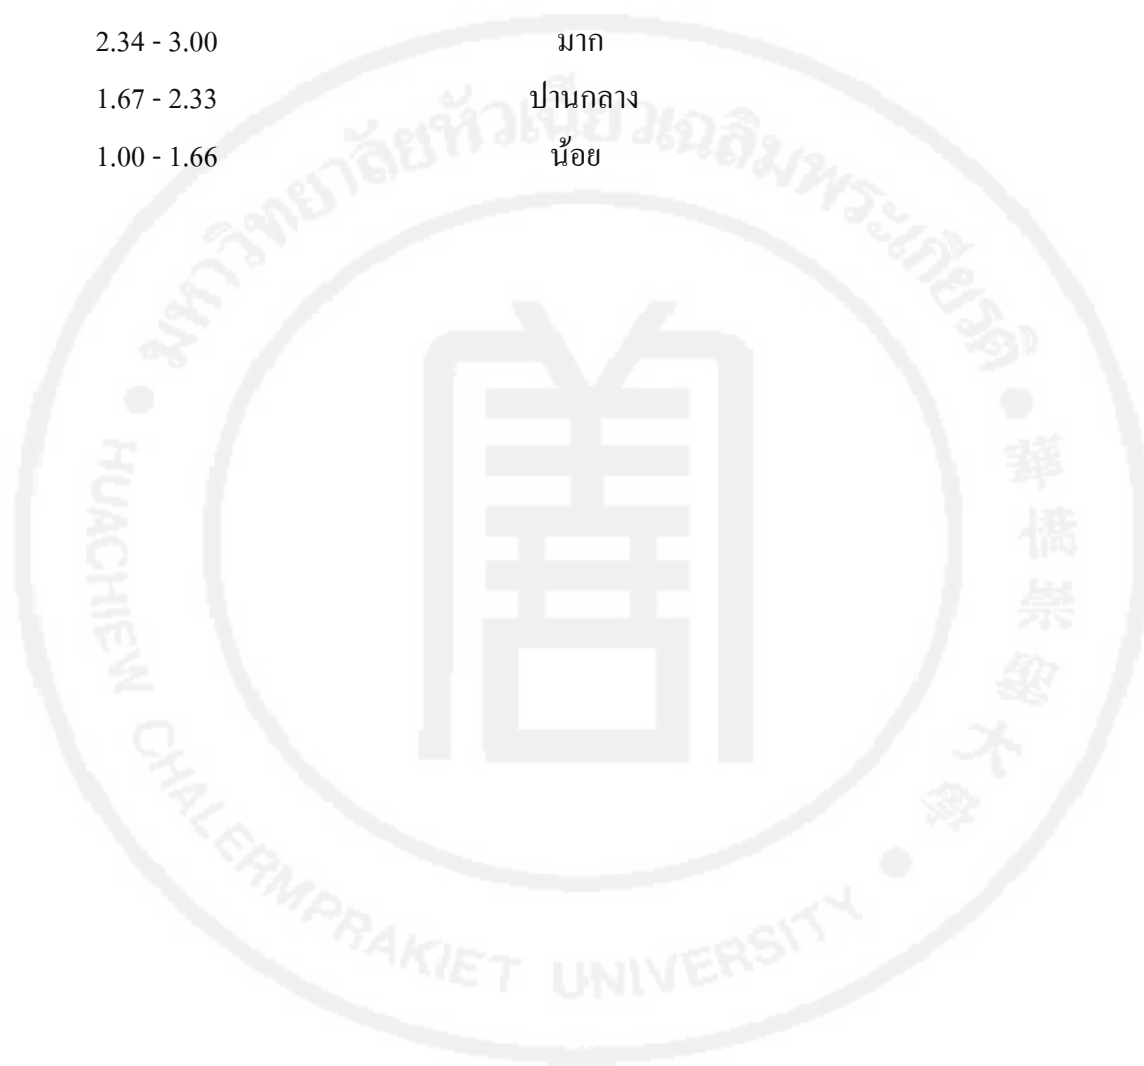 2.34 - 3.00 มาก
1.67 - 2.33 ปานกลาง
1.00 - 1.66 น้อย
มหาวิทยาลัยหัวเฉียวเฉลิมพระเกียรติ
華僑崇聖大學
HUACHIEW CHALERMPRAKIET UNIVERSITY